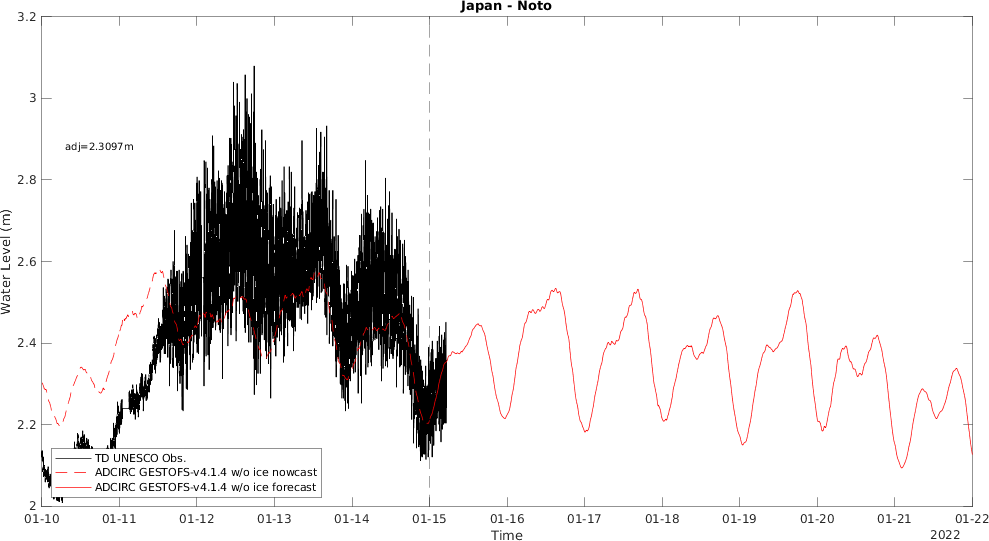 Japan - Noto
3.2
3
2.8
2.6
2.4
2.2
2
Water Level (m)
adj=2.3097m
TD UNESCO Obs.
ADCIRC GESTOFS-v4.1.4 w/o ice nowcast
ADCIRC GESTOFS-v4.1.4 w/o ice forecast
01-10 01-11 01-12 01-13 01-14 01-15 01-16 01-17 01-18 01-19 01-20 01-21 01-22
Time
2022